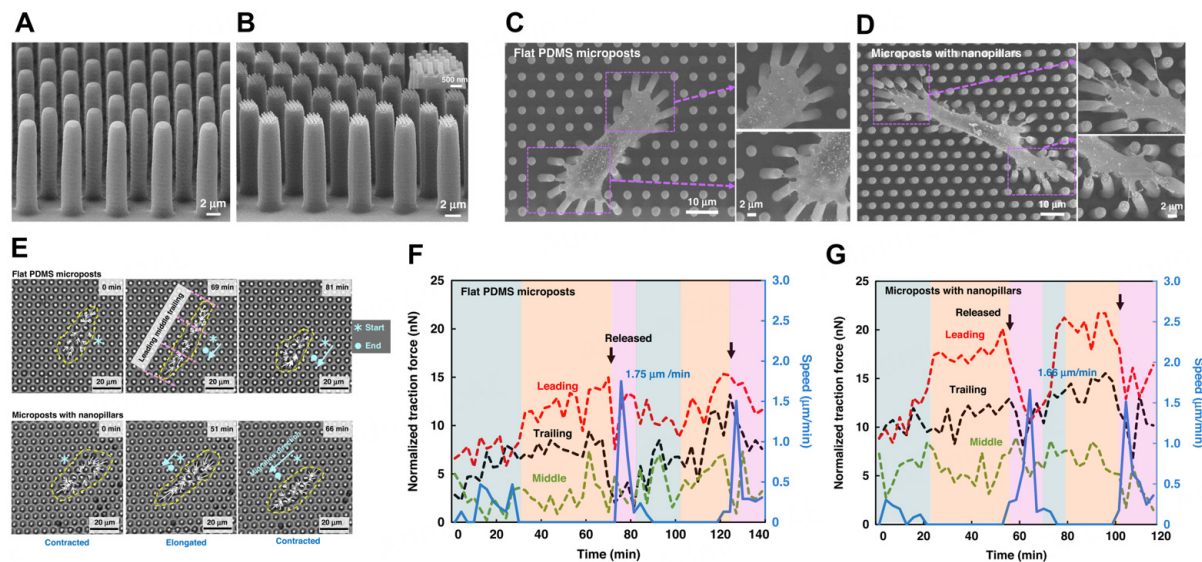 A
2 µm
B
500 nm
2 µm
C
Flat PDMS microposts
10 µm
2 µm
D
Microposts with nanopillars
10 µm
2 µm
E
Flat PDMS microposts
0 min
20 µm
Leading middle trailing
69 min
20 µm
81 min
20 µm
Start
End
Microposts with nanopillars
0 min
20 µm
51 min
20 µm
66 min
20 µm
Contracted
Elongated
Contracted
F
Normalized traction force (nN)
25
20
15
10
5
0
Flat PDMS microposts
Released
1.75 µm /min
Leading
Trailing
Middle
3.0
2.5
2.0
1.5
1.0
0.5
0
Speed (µm/min)
0 20 40 60 80 100 120 140
Time (min)
G
Normalized traction force (nN)
25
20
15
10
5
0
Microposts with nanopillars
Released
Leading
1.66 µm/min
Trailing
Middle
3.0
2.5
2.0
1.5
1.0
0.5
0
Speed (µm/min)
0 20 40 60 80 100 120
Time (min)